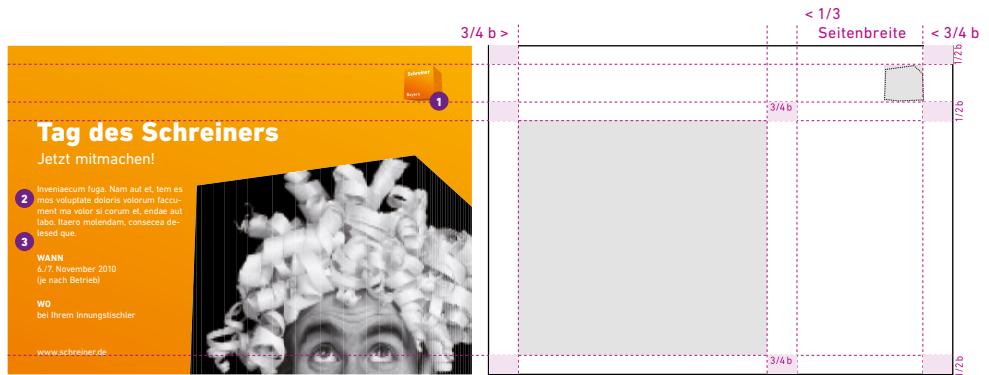 < 1/3
3/4 b >
Seitenbreite
< 3/4 b
1/2 b
Schreiner
Bayern
1
3/4 b
1/2 b
Tag des Schreiners
Jetzt mitmachen!
2
Inveniaecum fuga. Nam aut et, tem es
mos voluptate doloris volorum faccu-
ment ma volor si corum et, endae aut
labo. Itaero molendam, consecea de-
lesed que.
3
WANN
6./7. November 2010
(je nach Betrieb)
WO
bei Ihrem Innungstischler
www.schreiner.de
3/4 b
1/2 b